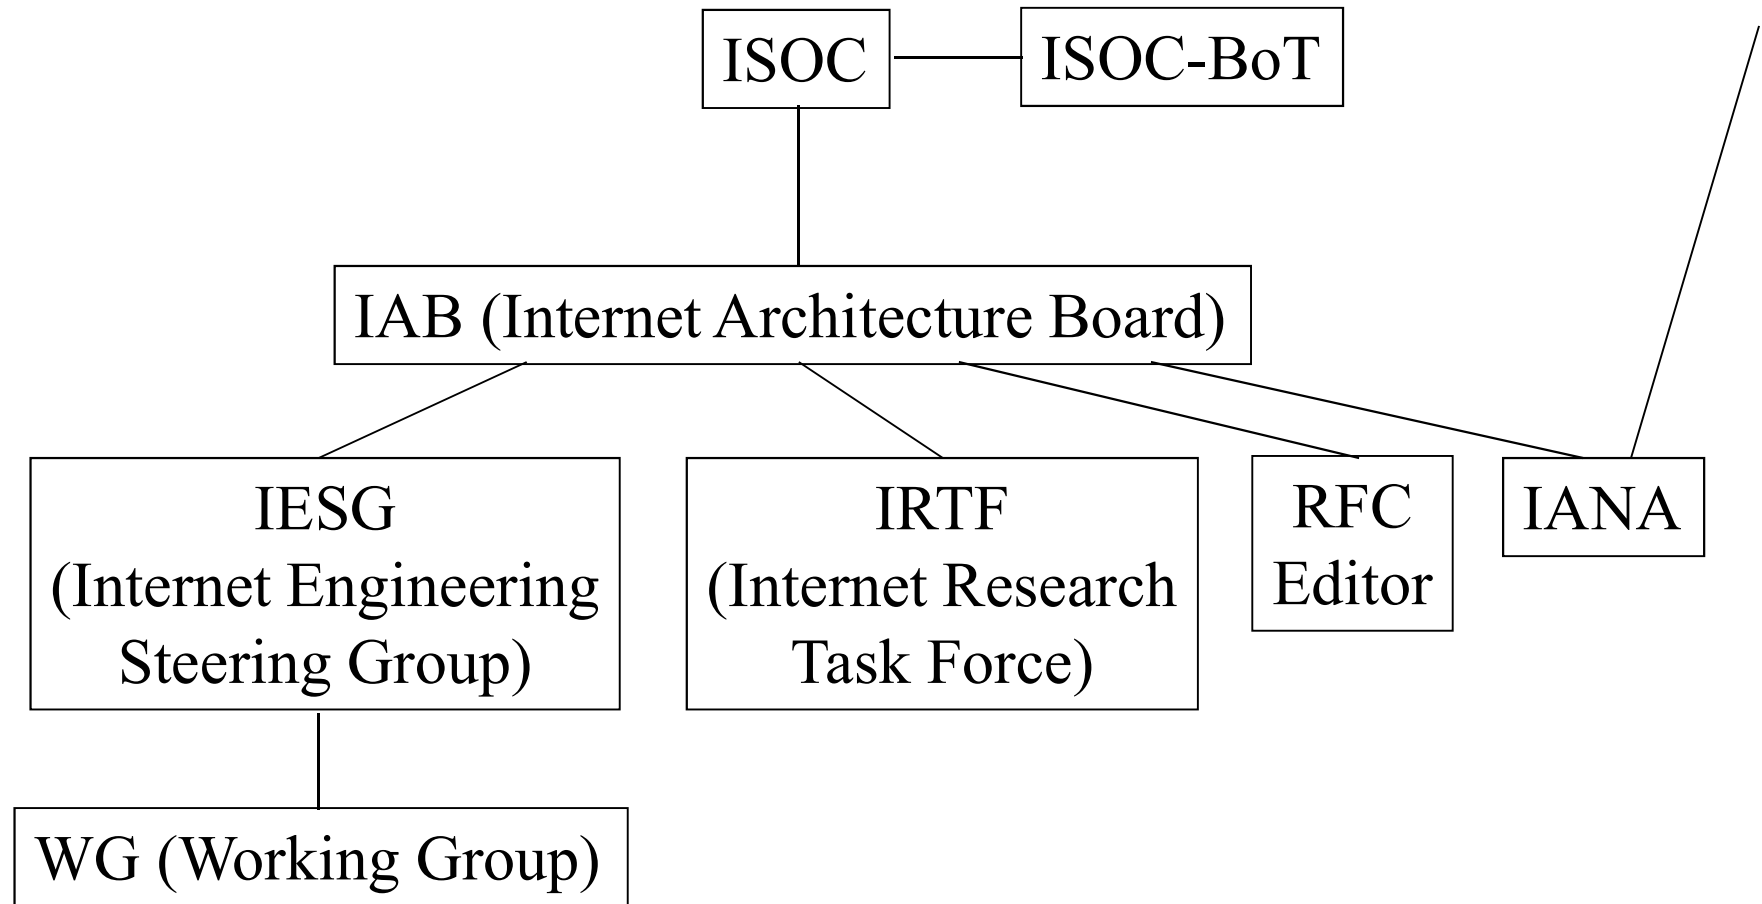 ISOC
ISOC-BoT
IAB (Internet Architecture Board)
IESG
(Internet Engineering
Steering Group)
IRTF
(Internet Research
Task Force)
RFC
Editor
IANA
WG (Working Group)